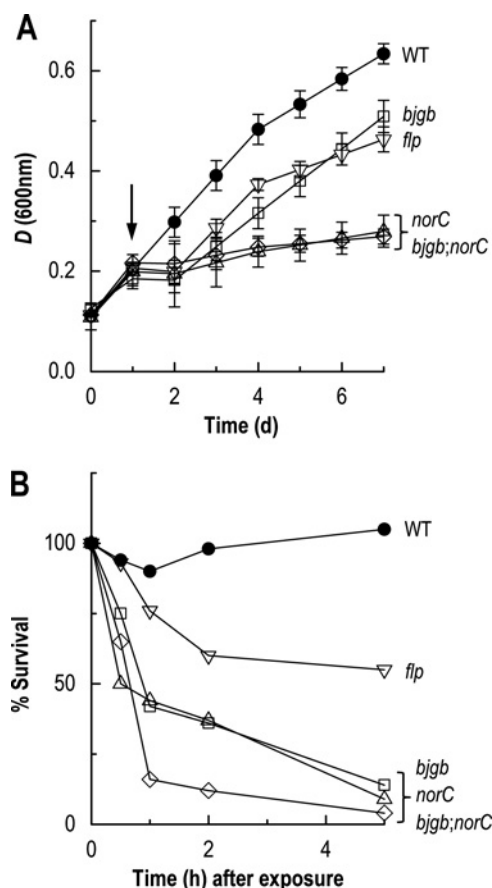 A
D (600nm)
0.6
0.4
0.2
0.0
WT
bjgb
flp
norC
bjgb;norC
0 2 4 6
Time (d)
B
% Survival
100
50
0
WT
flp
bjgb
norC
bjgb;norC
0 2 4
Time (h) after exposure